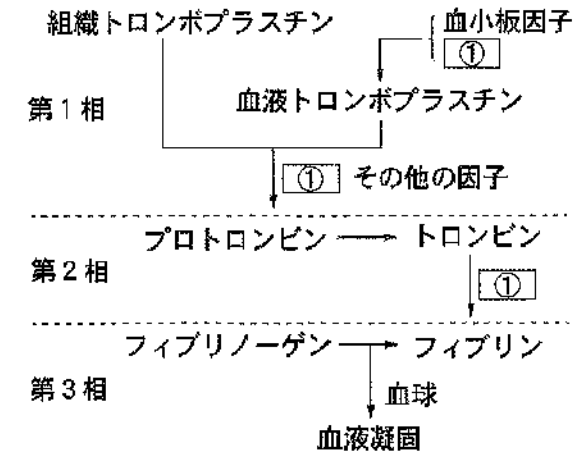 組織トロンボプラスチン
血小板因子
①
血液トロンボプラスチン
第1相
① その他の因子
プロトロンビン
トロンビン
第2相
①
フィブリノーゲン
フィブリン
第3相
血球
血液凝固